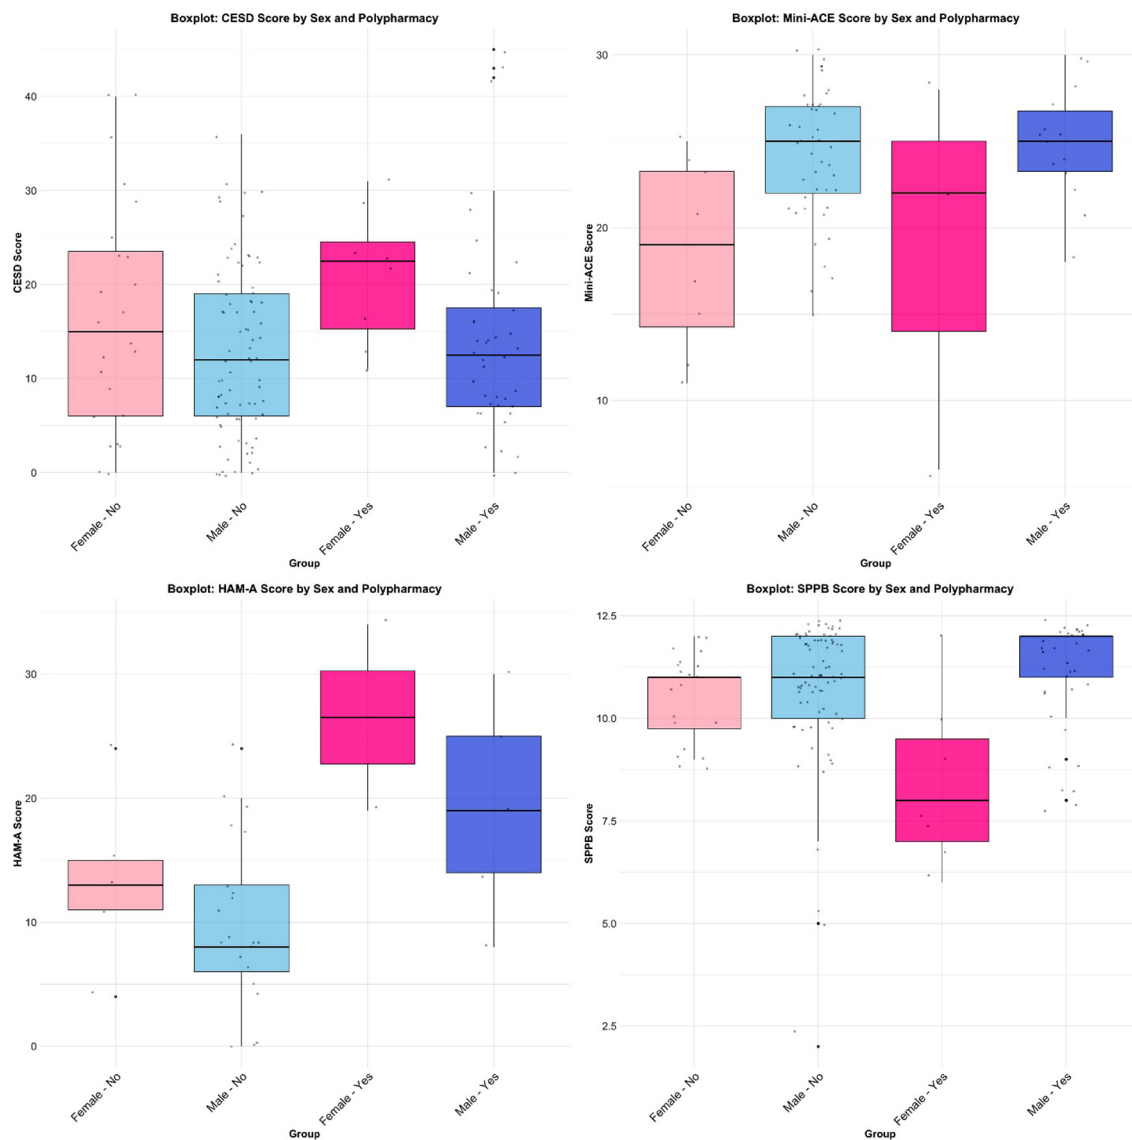 Boxplot: CESD Score by Sex and Polypharmacy
CESD Score
40
30
20
10
0
Female - No
Male - No
Female - Yes
Male - Yes
Group
Boxplot: Mini-ACE Score by Sex and Polypharmacy
Mini-ACE Score
30
20
10
Female - No
Male - No
Female - Yes
Male - Yes
Group
Boxplot: HAM-A Score by Sex and Polypharmacy
HAM-A Score
30
20
10
0
Female - No
Male - No
Female - Yes
Male - Yes
Group
Boxplot: SPPB Score by Sex and Polypharmacy
SPPB Score
12.5
10.0
7.5
5.0
2.5
Female - No
Male - No
Female - Yes
Male - Yes
Group